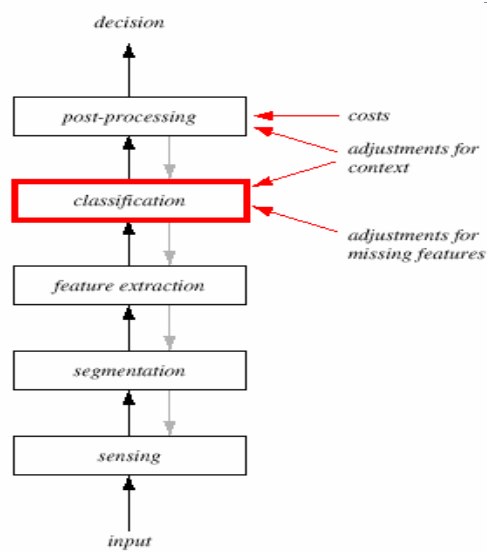 decision
post-processing
costs
adjustments for
context
classification
adjustments for
missing features
feature extraction
segmentation
sensing
input